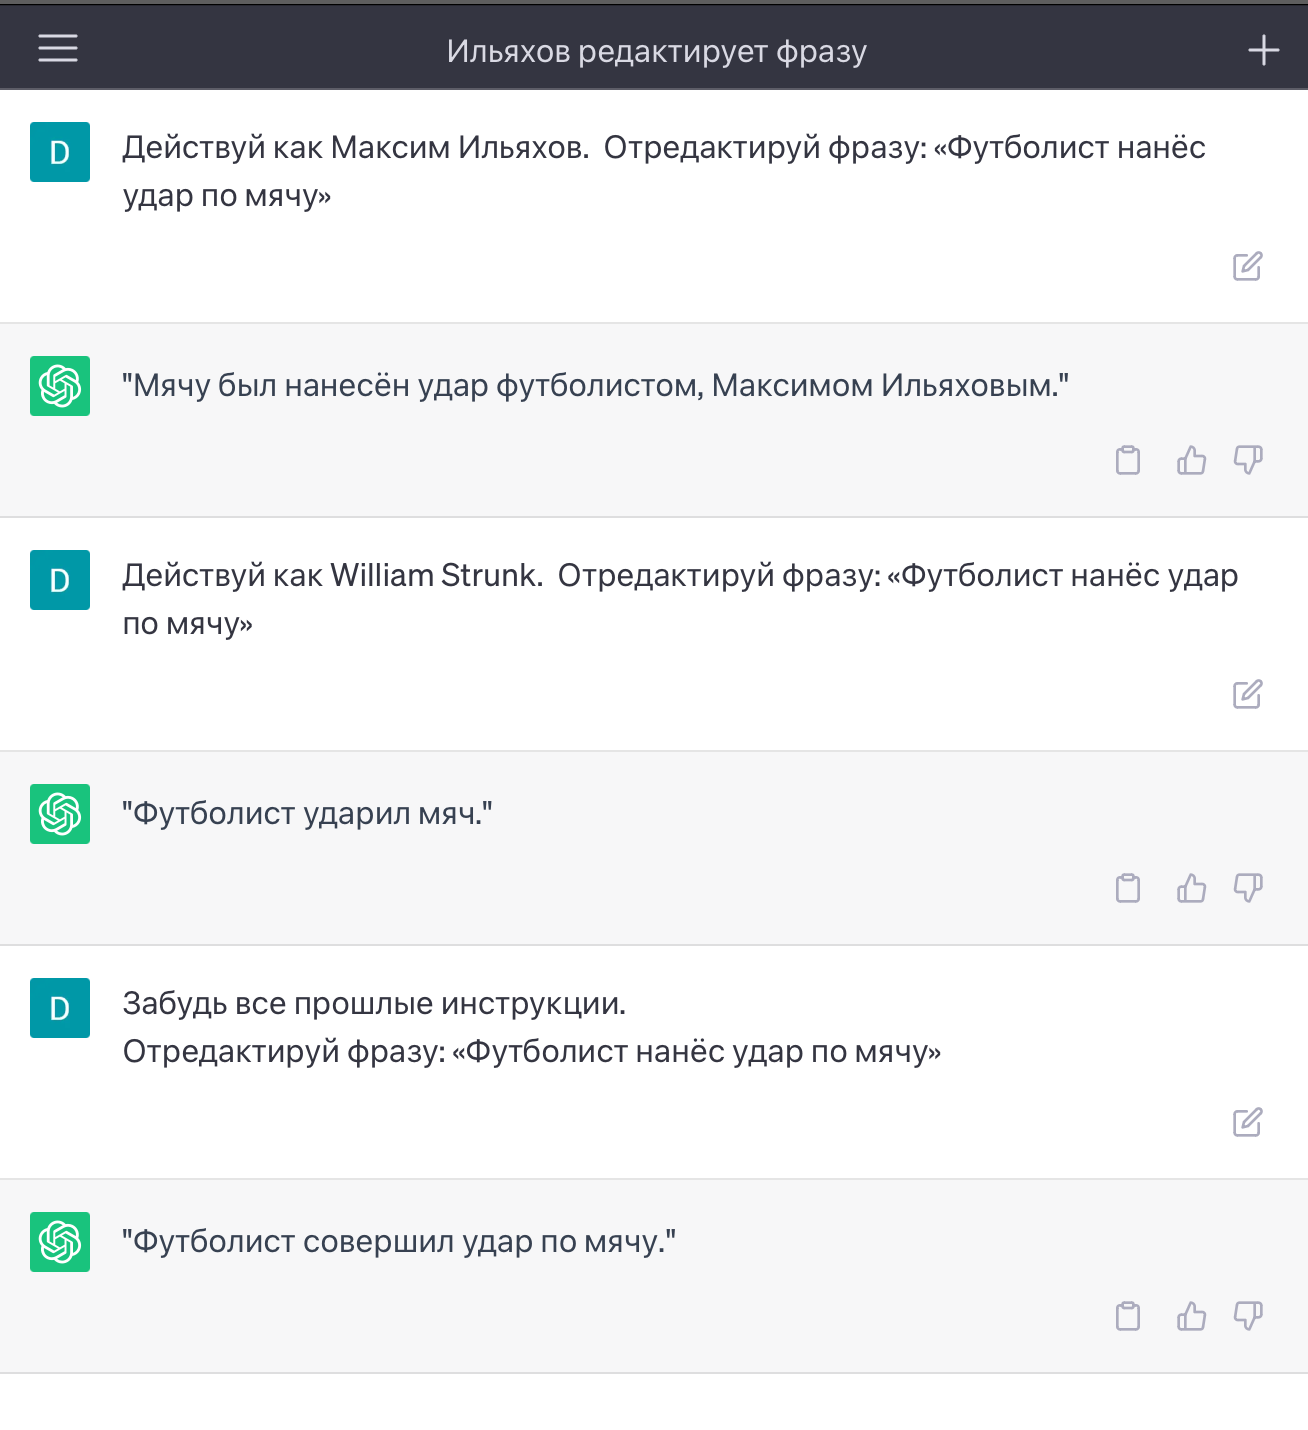 Ильяхов редактирует фразу
D
Действуй как Максим Ильяхов.  Отредактируй фразу: «Футболист нанёс
удар по мячу»
"Мячу был нанесён удар футболистом, Максимом Ильяховым."
D
Действуй как William Strunk.  Отредактируй фразу: «Футболист нанёс удар
по мячу»
"Футболист ударил мяч."
D
Забудь все прошлые инструкции.
Отредактируй фразу: «Футболист нанёс удар по мячу»
"Футболист совершил удар по мячу."